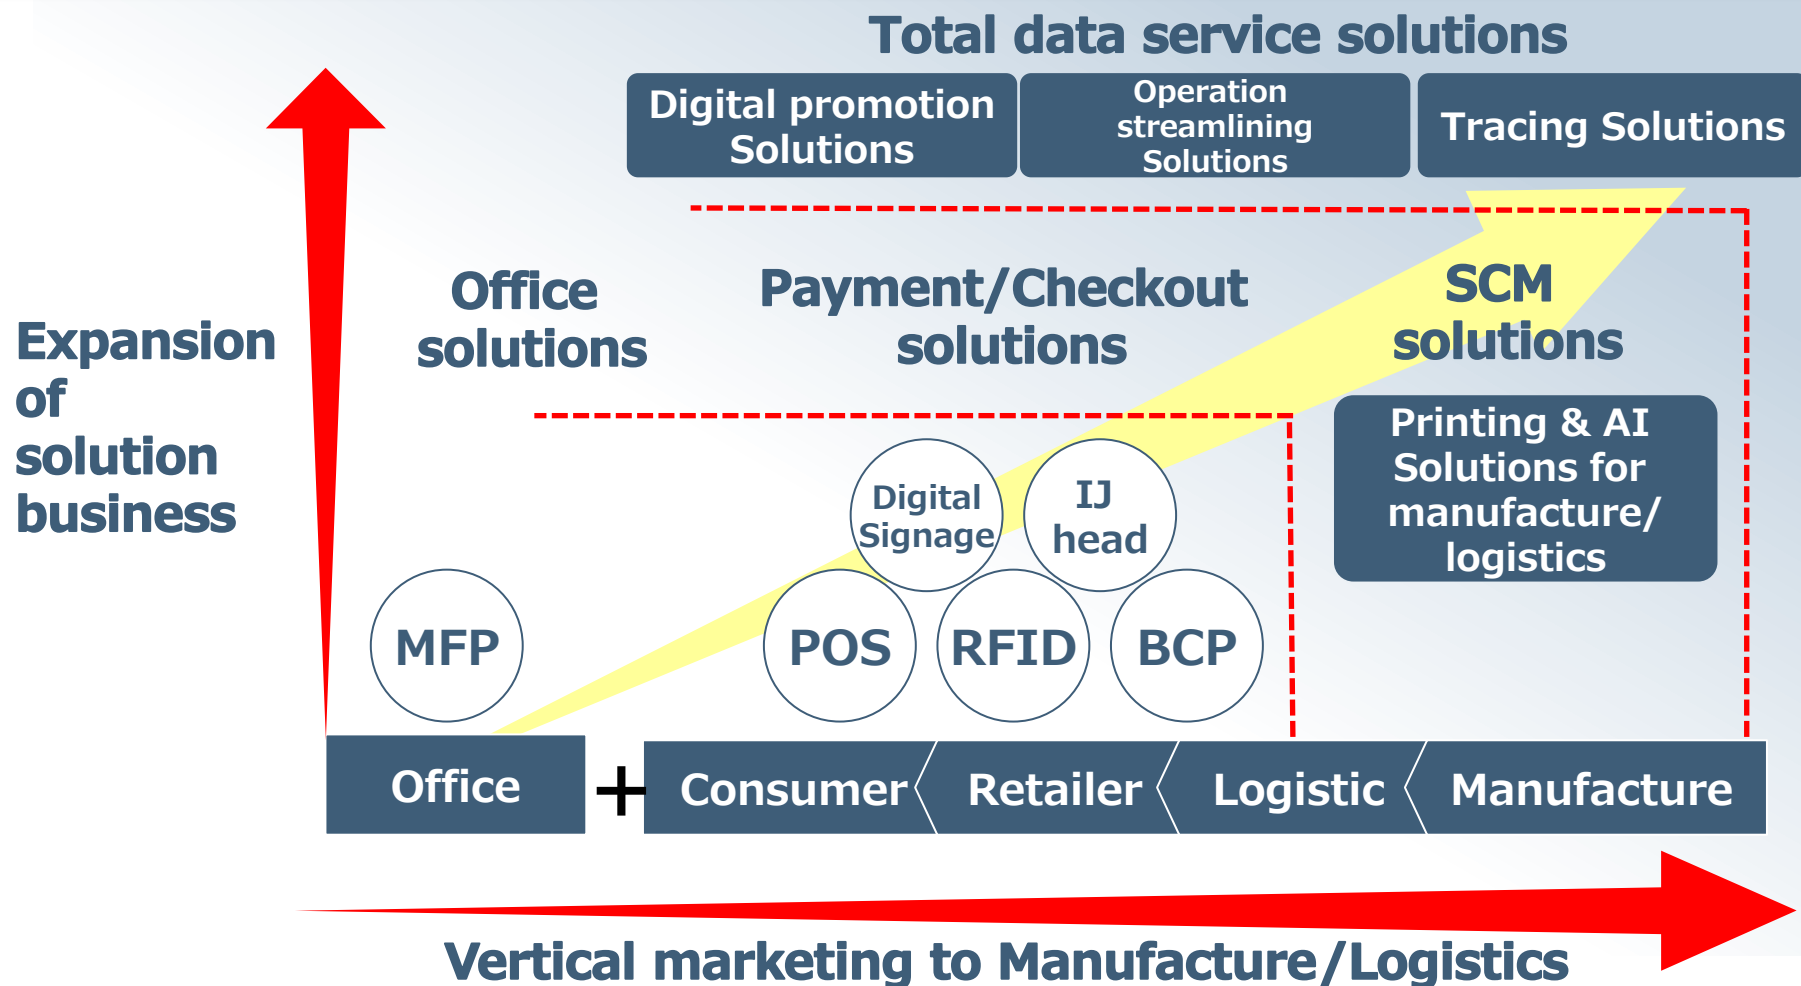 Total data service solutions
Digital promotion
Solutions
Operation
streamlining
Solutions
Tracing Solutions
Office
solutions
Payment/Checkout
solutions
SCM
solutions
Expansion
of
solution
business
Printing & AI
Solutions for
manufacture/
logistics
Digital
Signage
IJ
head
MFP
POS
RFID
BCP
Office
+
Consumer
Retailer
Logistic
Manufacture
Vertical marketing to Manufacture/Logistics